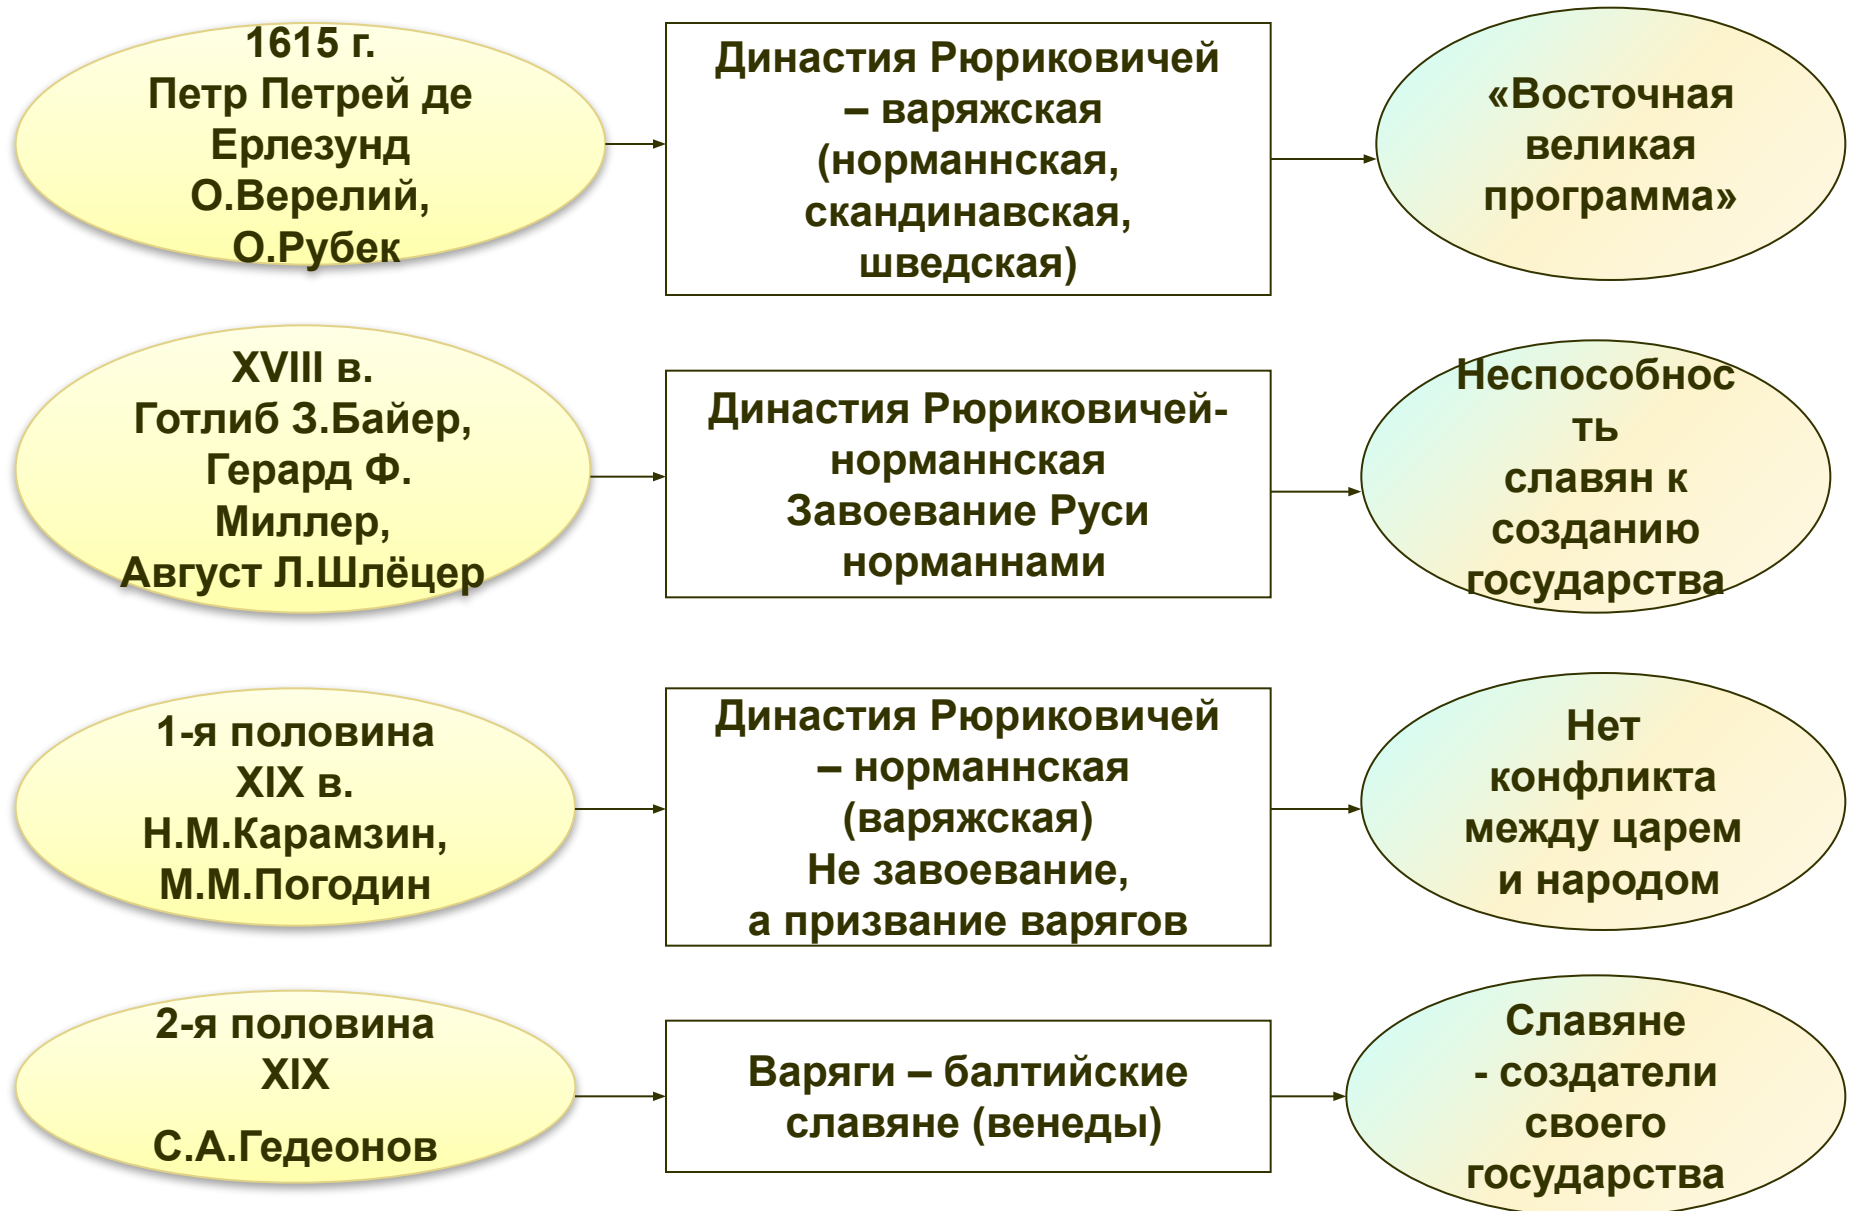 1615 г.
Петр Петрей де
Ерлезунд
О.Верелий,
О.Рубек
Династия Рюриковичей
– варяжская
(норманнская,
скандинавская,
шведская)
«Восточная
великая
программа»
XVIII в.
Готлиб З.Байер,
Герард Ф.
Миллер,
Август Л.Шлёцер
Династия Рюриковичей-
норманнская
Завоевание Руси
норманнами
Неспособнос
ть
славян к
созданию
государства
1-я половина
XIX в.
Н.М.Карамзин,
М.М.Погодин
Династия Рюриковичей
– норманнская
(варяжская)
Не завоевание,
а призвание варягов
Нет
конфликта
между царем
и народом
2-я половина
XIX
С.А.Гедеонов
Варяги – балтийские
славяне (венеды)
Славяне
- создатели
своего
государства